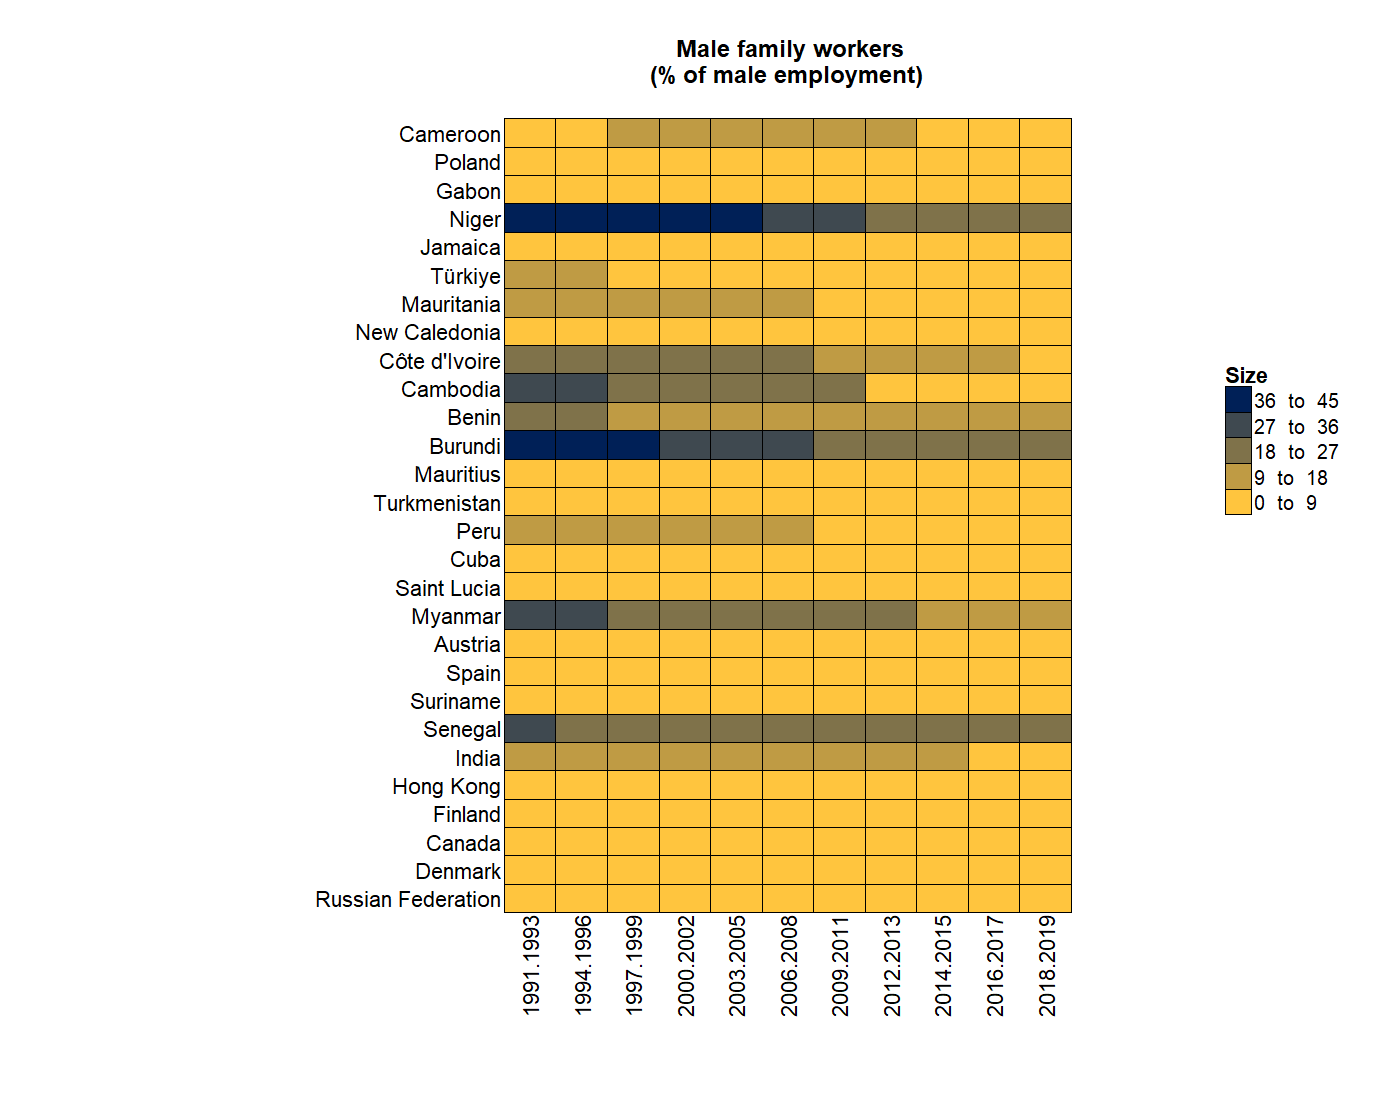 Male family workers
(% of male employment)
Cameroon
Poland
Gabon
Niger
Jamaica
Türkiye
Mauritania
New Caledonia
Côte d'Ivoire
Cambodia
Benin
Burundi
Mauritius
Turkmenistan
Peru
Cuba
Saint Lucia
Myanmar
Austria
Spain
Suriname
Senegal
India
Hong Kong
Finland
Canada
Denmark
Russian Federation
1991.1993
1994.1996
1997.1999
2000.2002
2003.2005
2006.2008
2009.2011
2012.2013
2014.2015
2016.2017
2018.2019
Size
36 to 45
27 to 36
18 to 27
9 to 18
0 to 9